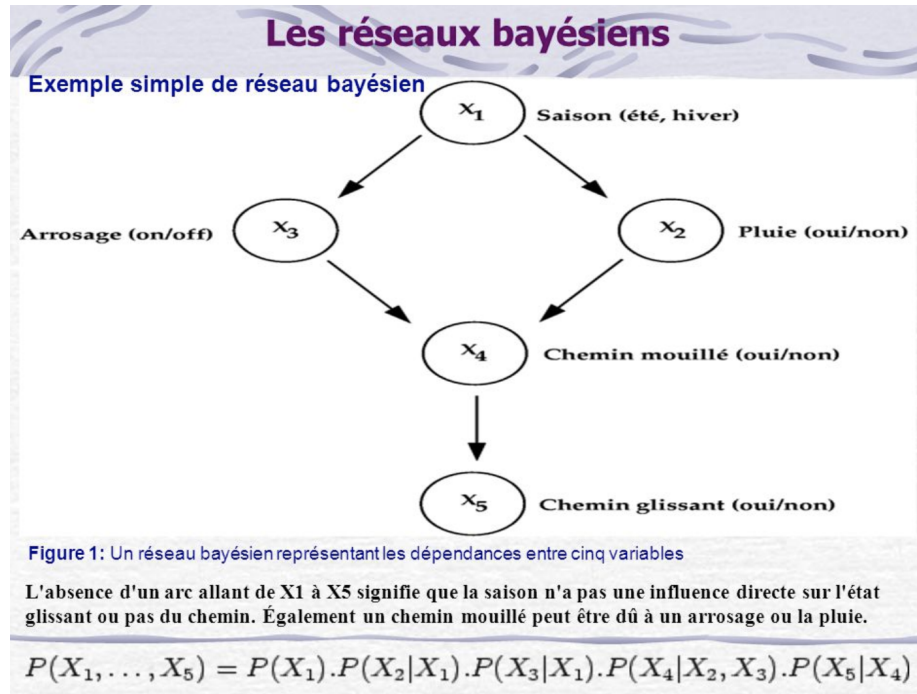 Les réseaux bayésiens
Exemple simple de réseau bayésien
X1
Saison (été, hiver)
Arrosage (on/off)
X3
X2
Pluie (oui/non)
X4
Chemin mouillé (oui/non)
X5
Chemin glissant (oui/non)
Figure 1: Un réseau bayésien représentant les dépendances entre cinq variables
L'absence d'un arc allant de X1 à X5 signifie que la saison n'a pas une influence directe sur l'état
glissant ou pas du chemin. Également un chemin mouillé peut être dû à un arrosage ou la pluie.
P(X₁, . . . , X₅) = P(X₁).P(X₂|X₁).P(X₃|X₁).P(X₄|X₂, X₃).P(X₅|X₄)